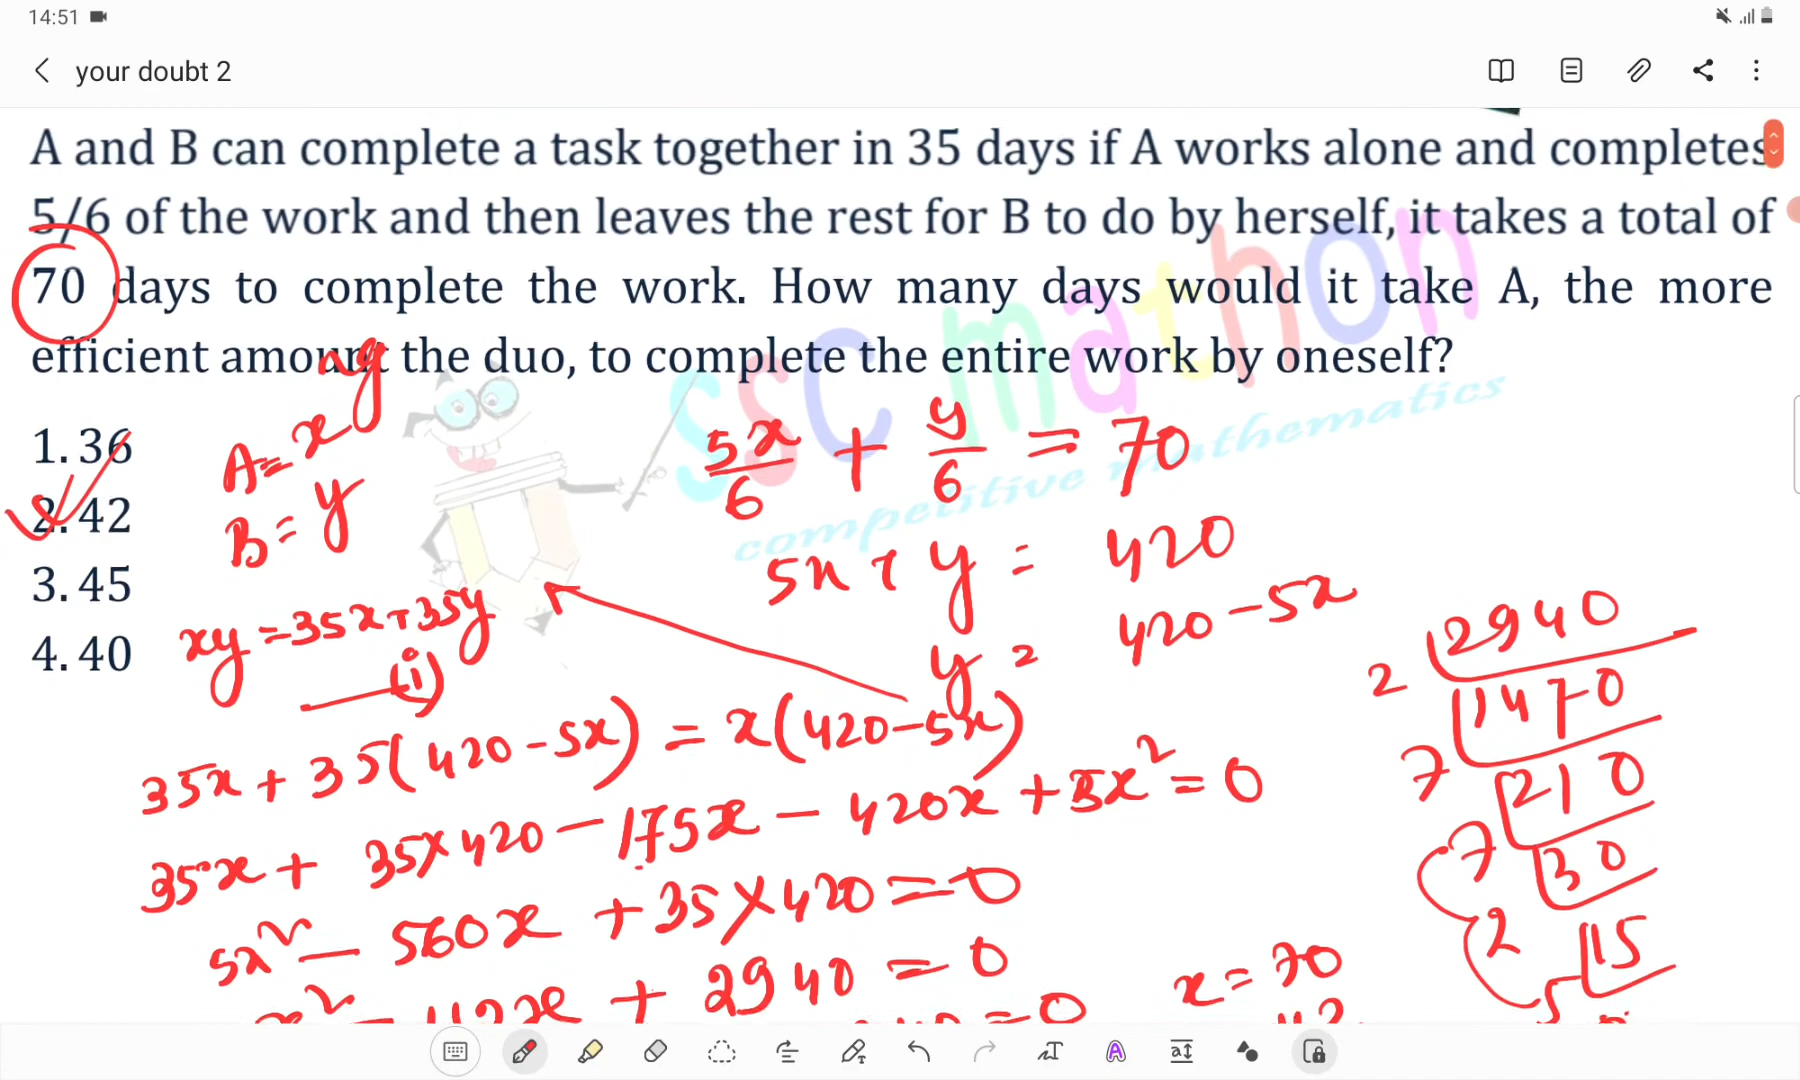 14:51
your doubt 2
A and B can complete a task together in 35 days if A works alone and completes
5/6 of the work and then leaves the rest for B to do by herself, it takes a total of
70 days to complete the work. How many days would it take A, the more
efficient amount the duo, to complete the entire work by oneself?
1. 36
2. 42
3. 45
4. 40
ssc mathon
competitive mathematics
A = x
B = y
5x/6 + y/6 = 70
5x + y = 420
y = 420 - 5x
xy = 35x + 35y
(i)
35x + 35(420 - 5x) = x(420 - 5x)
35x + 35×420 - 175x - 420x + 5x² = 0
5x² - 560x + 35×420 = 0
x² - 112x + 2940 = 0
= 0
x = 70
42
2 2940
7 1470
7 210
2 30
5 15